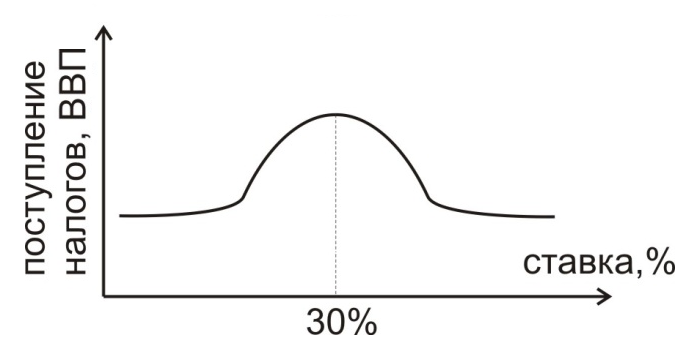 поступление
налогов, ВВП
ставка,%
30%